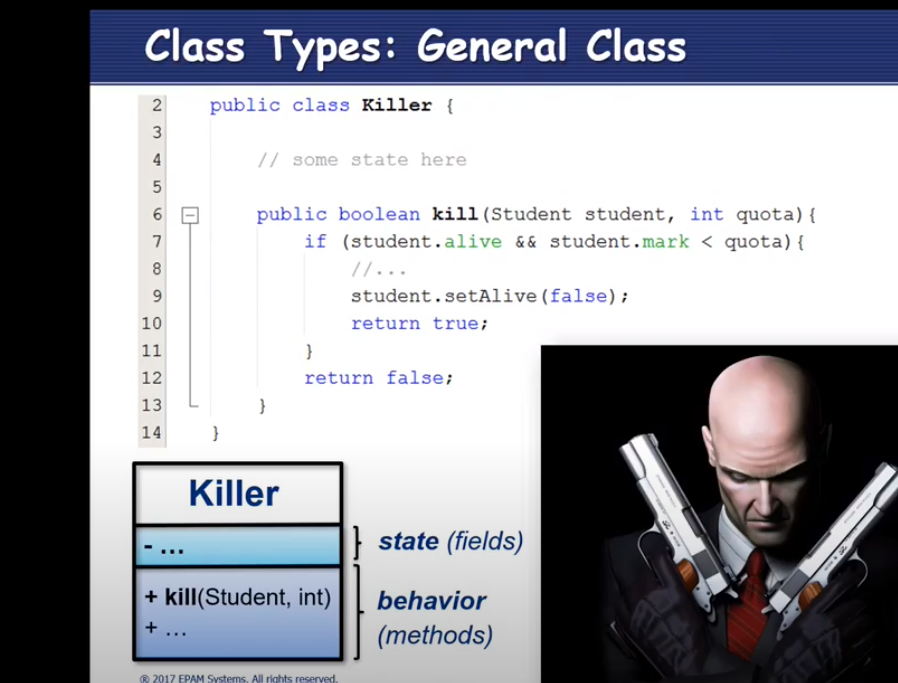 Class Types: General Class
2 public class Killer {
3
4 // some state here
5
6 public boolean kill(Student student, int quota){
7 if (student.alive && student.mark < quota){
8 //...
9 student.setAlive(false);
10 return true;
11 }
12 return false;
13 }
14 }
Killer
- ...
state (fields)
+ kill(Student, int)
+ ...
behavior
(methods)
® 2017 EPAM Systems. All rights reserved.